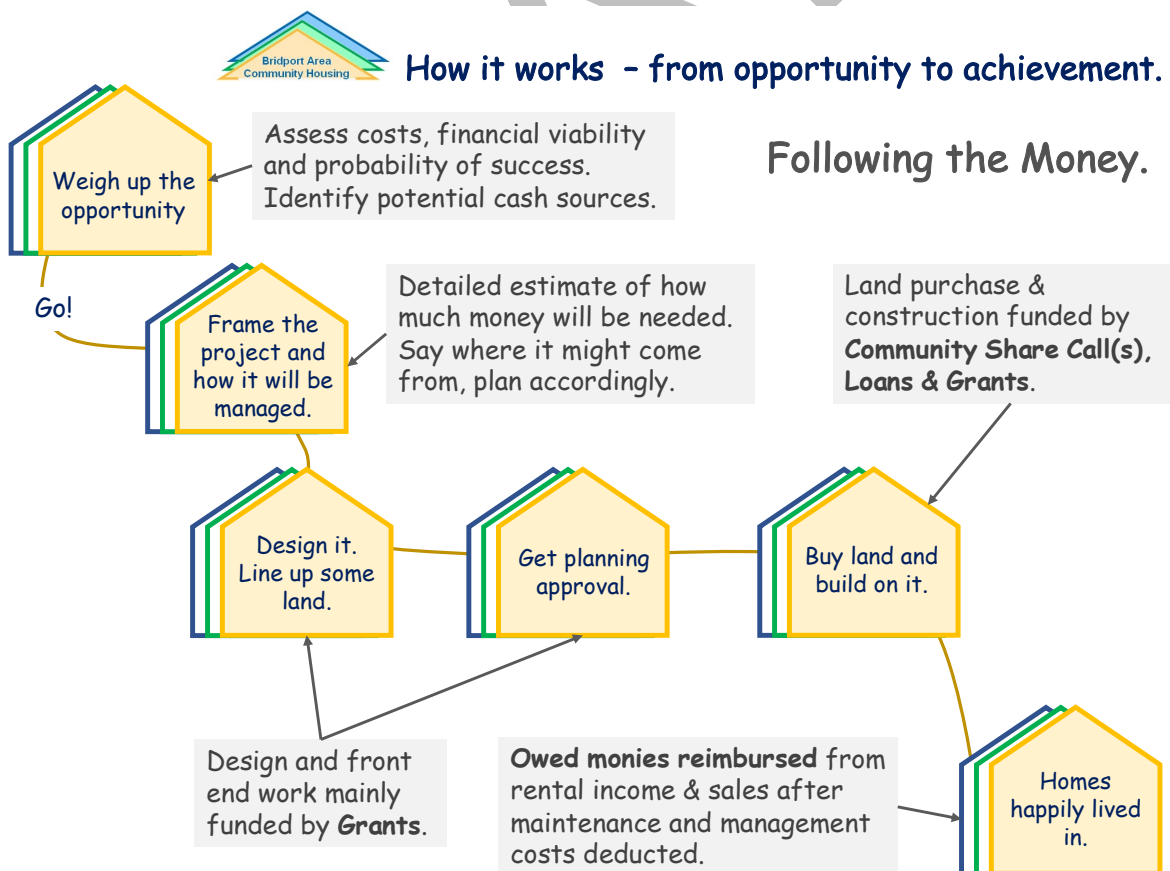 Bridport Area
Community Housing
How it works – from opportunity to achievement.
Following the Money.
Weigh up the
opportunity
Assess costs, financial viability
and probability of success.
Identify potential cash sources.
Go!
Frame the
project and
how it will be
managed.
Detailed estimate of how
much money will be needed.
Say where it might come
from, plan accordingly.
Land purchase &
construction funded by
Community Share Call(s),
Loans & Grants.
Design it.
Line up some
land.
Get planning
approval.
Buy land and
build on it.
Design and front
end work mainly
funded by Grants.
Owed monies reimbursed from
rental income & sales after
maintenance and management
costs deducted.
Homes
happily lived
in.